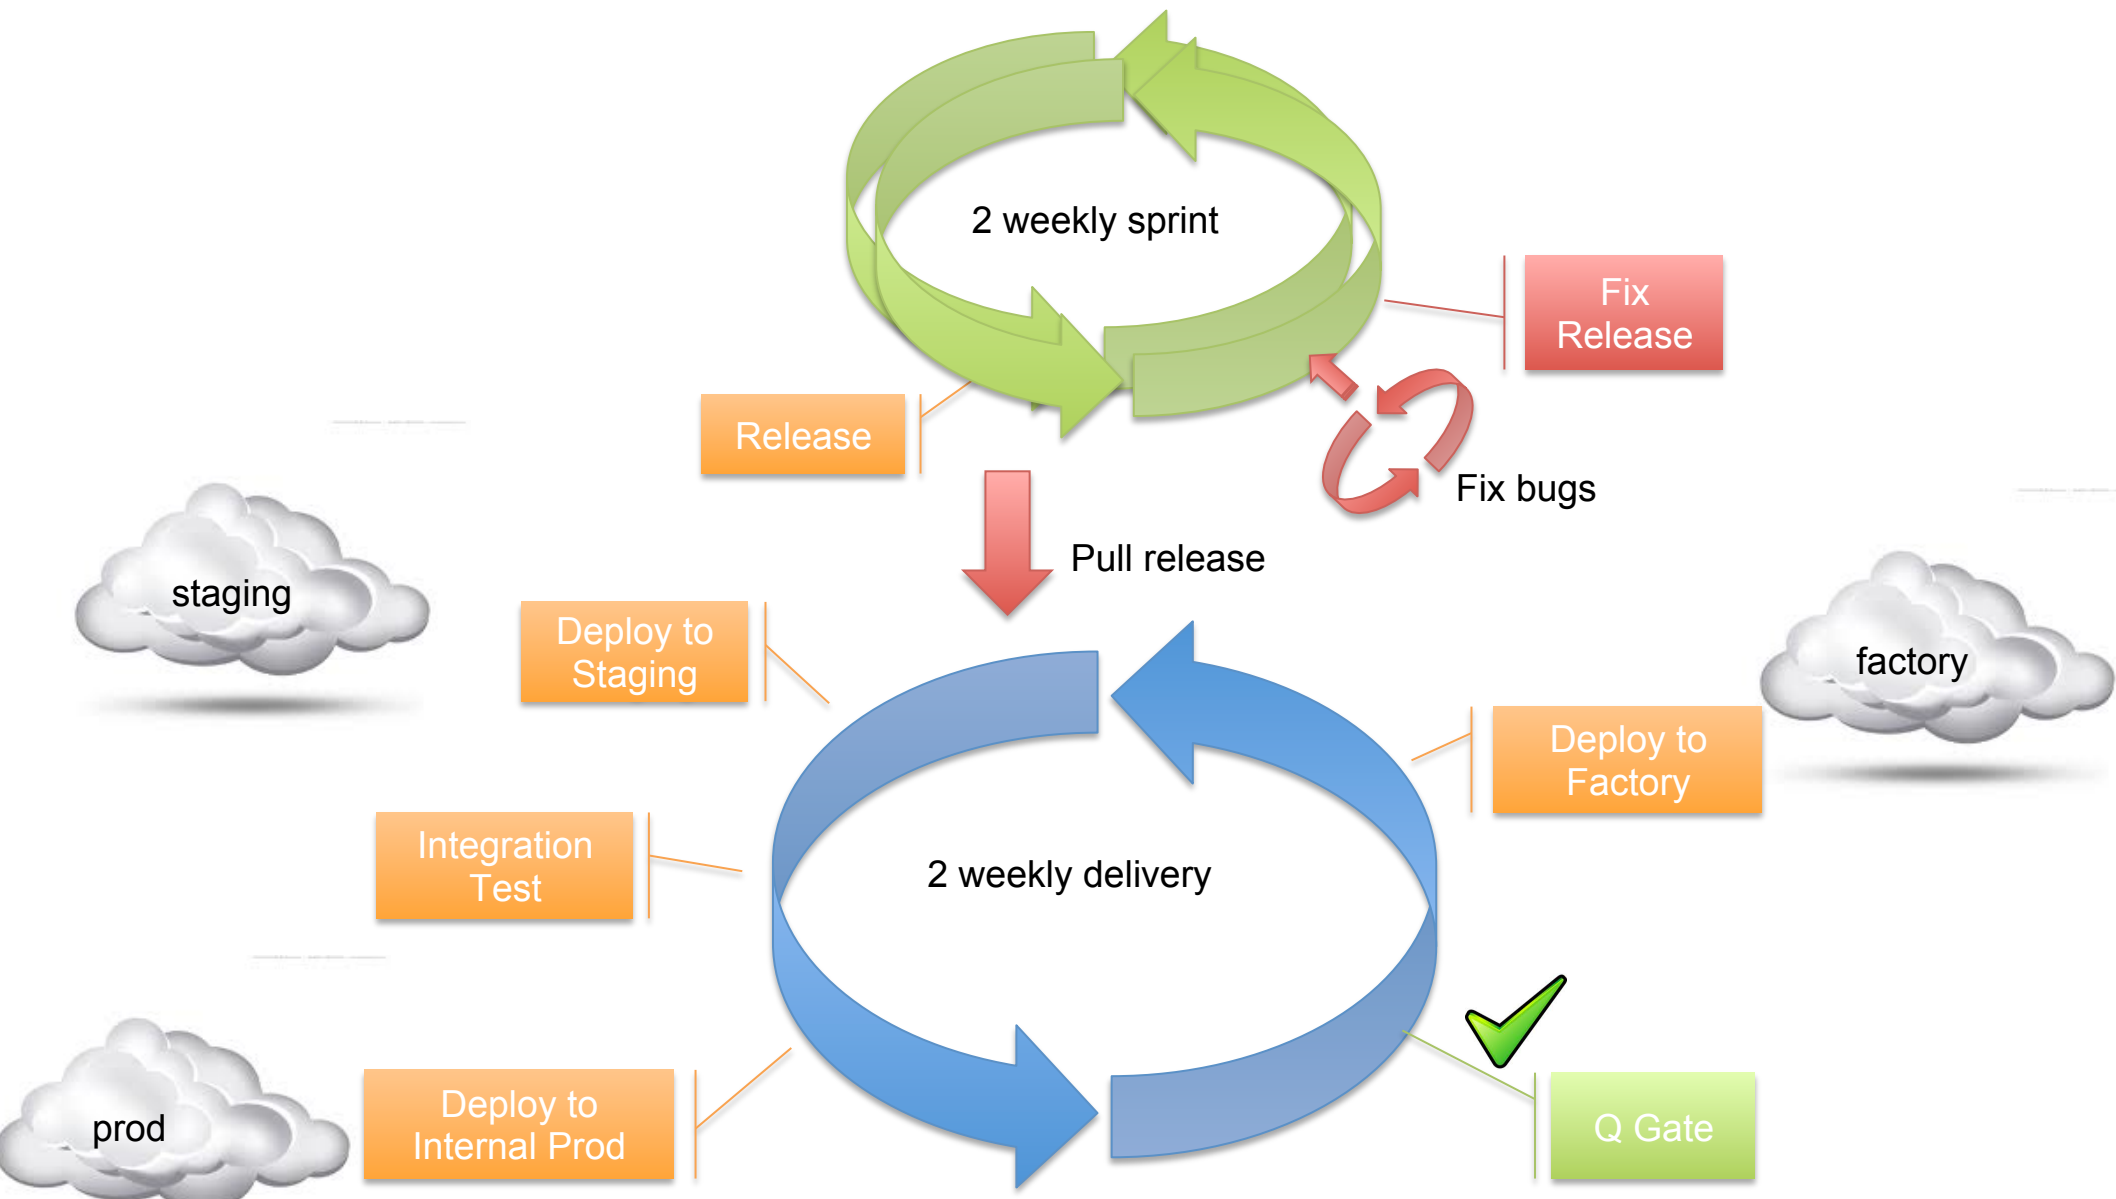 2 weekly sprint
Fix
Release
Release
Fix bugs
Pull release
staging
Deploy to
Staging
factory
Deploy to
Factory
Integration
Test
2 weekly delivery
prod
Deploy to
Internal Prod
Q Gate